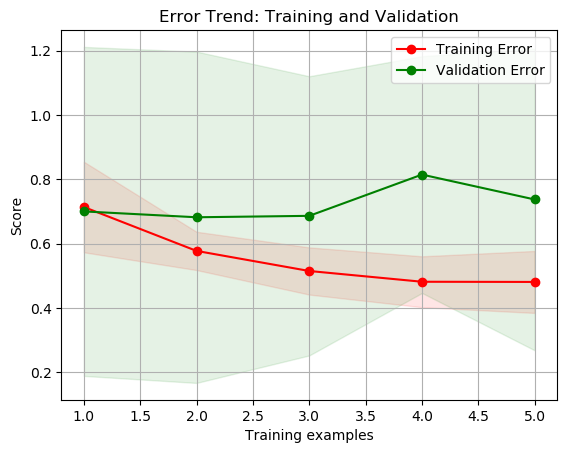 Error Trend: Training and Validation
Training Error
Validation Error
Score
1.2
1.0
0.8
0.6
0.4
0.2
1.0 1.5 2.0 2.5 3.0 3.5 4.0 4.5 5.0
Training examples